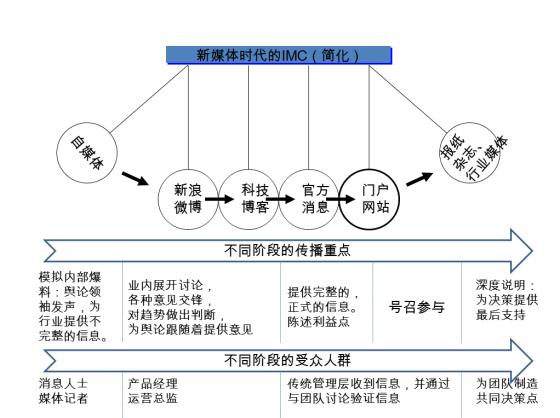 新媒体时代的IMC（简化）
自媒体
新浪
微博
科技
博客
官方
消息
门户
网站
报纸
杂志、
行业媒体
不同阶段的传播重点
模拟内部爆
料：舆论领
袖发声，为
行业提供不
完整的信息。
业内展开讨论，
各种意见交锋，
对趋势做出判断，
为舆论跟随着提供意见
提供完整的，
正式的信息。
陈述利益点
号召参与
深度说明：
为决策提供
最后支持
不同阶段的受众人群
消息人士
媒体记者
产品经理
运营总监
传统管理层收到信息，并通过
与团队讨论验证信息
为团队制造
共同决策点